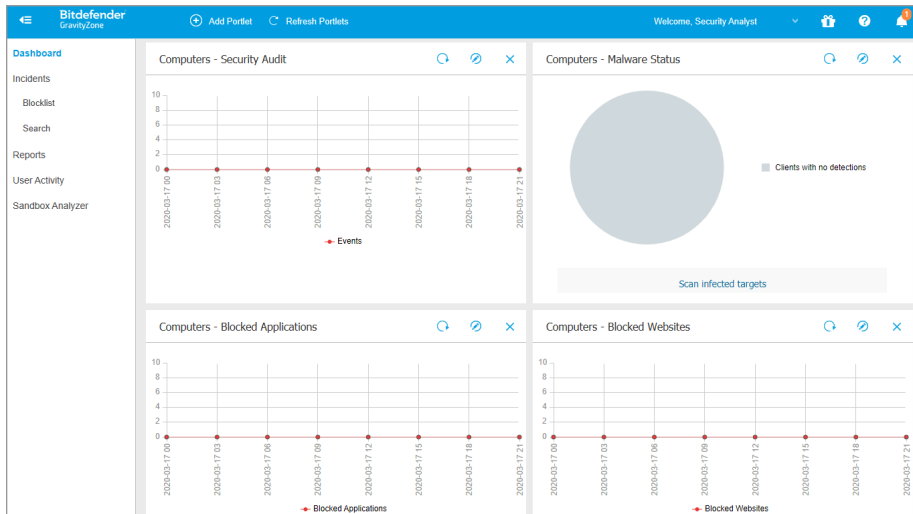 Bitdefender
GravityZone
Add Portlet
Refresh Portlets
Welcome, Security Analyst
1
Dashboard
Incidents
Blocklist
Search
Reports
User Activity
Sandbox Analyzer
Computers - Security Audit
10
8
6
4
2
0
2020-03-17 00
2020-03-17 03
2020-03-17 06
2020-03-17 09
2020-03-17 12
2020-03-17 15
2020-03-17 18
2020-03-17 21
Events
Computers - Malware Status
Clients with no detections
Scan infected targets
Computers - Blocked Applications
10
8
6
4
2
0
2020-03-17 00
2020-03-17 03
2020-03-17 06
2020-03-17 09
2020-03-17 12
2020-03-17 15
2020-03-17 18
2020-03-17 21
Blocked Applications
Computers - Blocked Websites
10
8
6
4
2
0
2020-03-17 00
2020-03-17 03
2020-03-17 06
2020-03-17 09
2020-03-17 12
2020-03-17 15
2020-03-17 18
2020-03-17 21
Blocked Websites